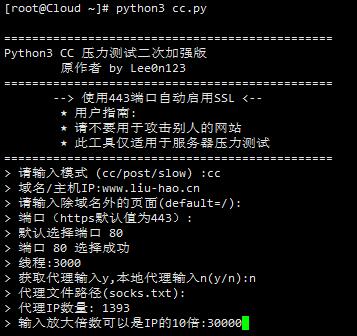 [root@Cloud ~]# python3 cc.py
===============================================
Python3 CC 压力测试二次加强版
原作者 by Lee0n123
===============================================
--> 使用443端口自动启用SSL <--
★ 用户指南:
★ 请不要用于攻击别人的网站
★ 此工具仅适用于服务器压力测试
===============================================
> 请输入模式 (cc/post/slow) :cc
> 域名/主机IP:www.liu-hao.cn
> 请输入除域名外的页面(default=/):
> 端口（https默认值为443）:
> 默认选择端口 80
> 端口 80 选择成功
> 线程:3000
> 获取代理输入y,本地代理输入n(y/n):n
> 代理文件路径(socks.txt):
> 代理IP数量: 1393
> 输入放大倍数可以是IP的10倍:30000